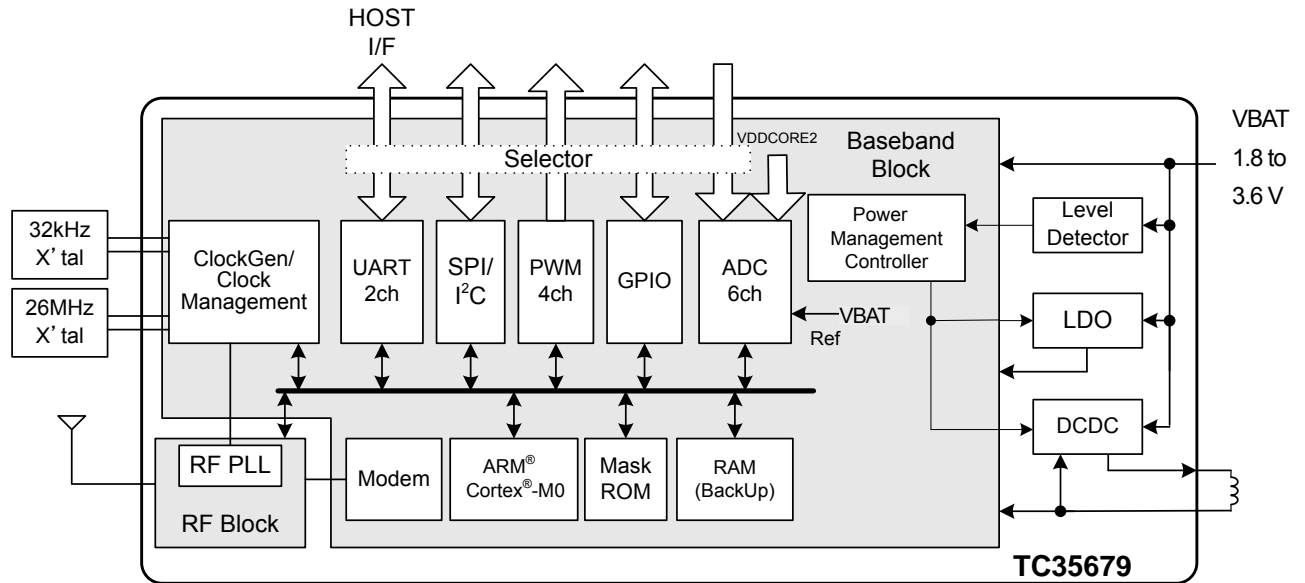 HOST
I/F
VBAT
1.8 to
3.6 V
VDDCORE2
Selector
Baseband
Block
32kHz
X' tal
26MHz
X' tal
ClockGen/
Clock
Management
UART
2ch
SPI/
I²C
PWM
4ch
GPIO
ADC
6ch
Power
Management
Controller
Level
Detector
VBAT
Ref
LDO
DCDC
RF PLL
RF Block
Modem
ARM®
Cortex®-M0
Mask
ROM
RAM
(BackUp)
TC35679